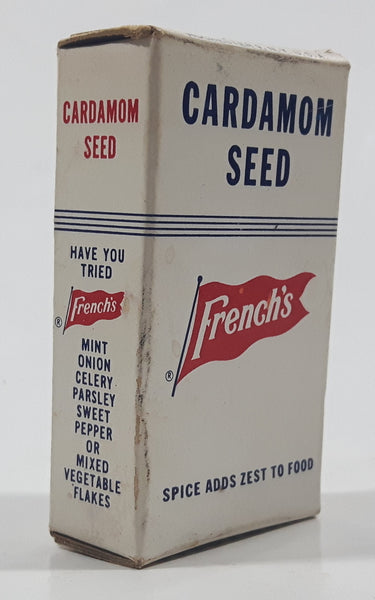 CARDAMOM
SEED
HAVE YOU
TRIED
French's
®
MINT
ONION
CELERY
PARSLEY
SWEET
PEPPER
OR
MIXED
VEGETABLE
FLAKES
CARDAMOM
SEED
French's
®
SPICE ADDS ZEST TO FOOD